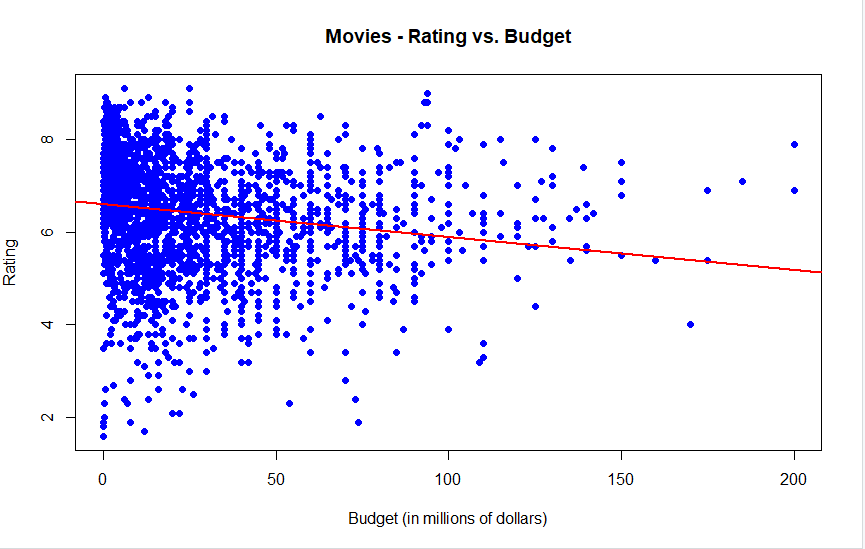 Movies - Rating vs. Budget
8
6
4
2
Rating
0 50 100 150 200
Budget (in millions of dollars)